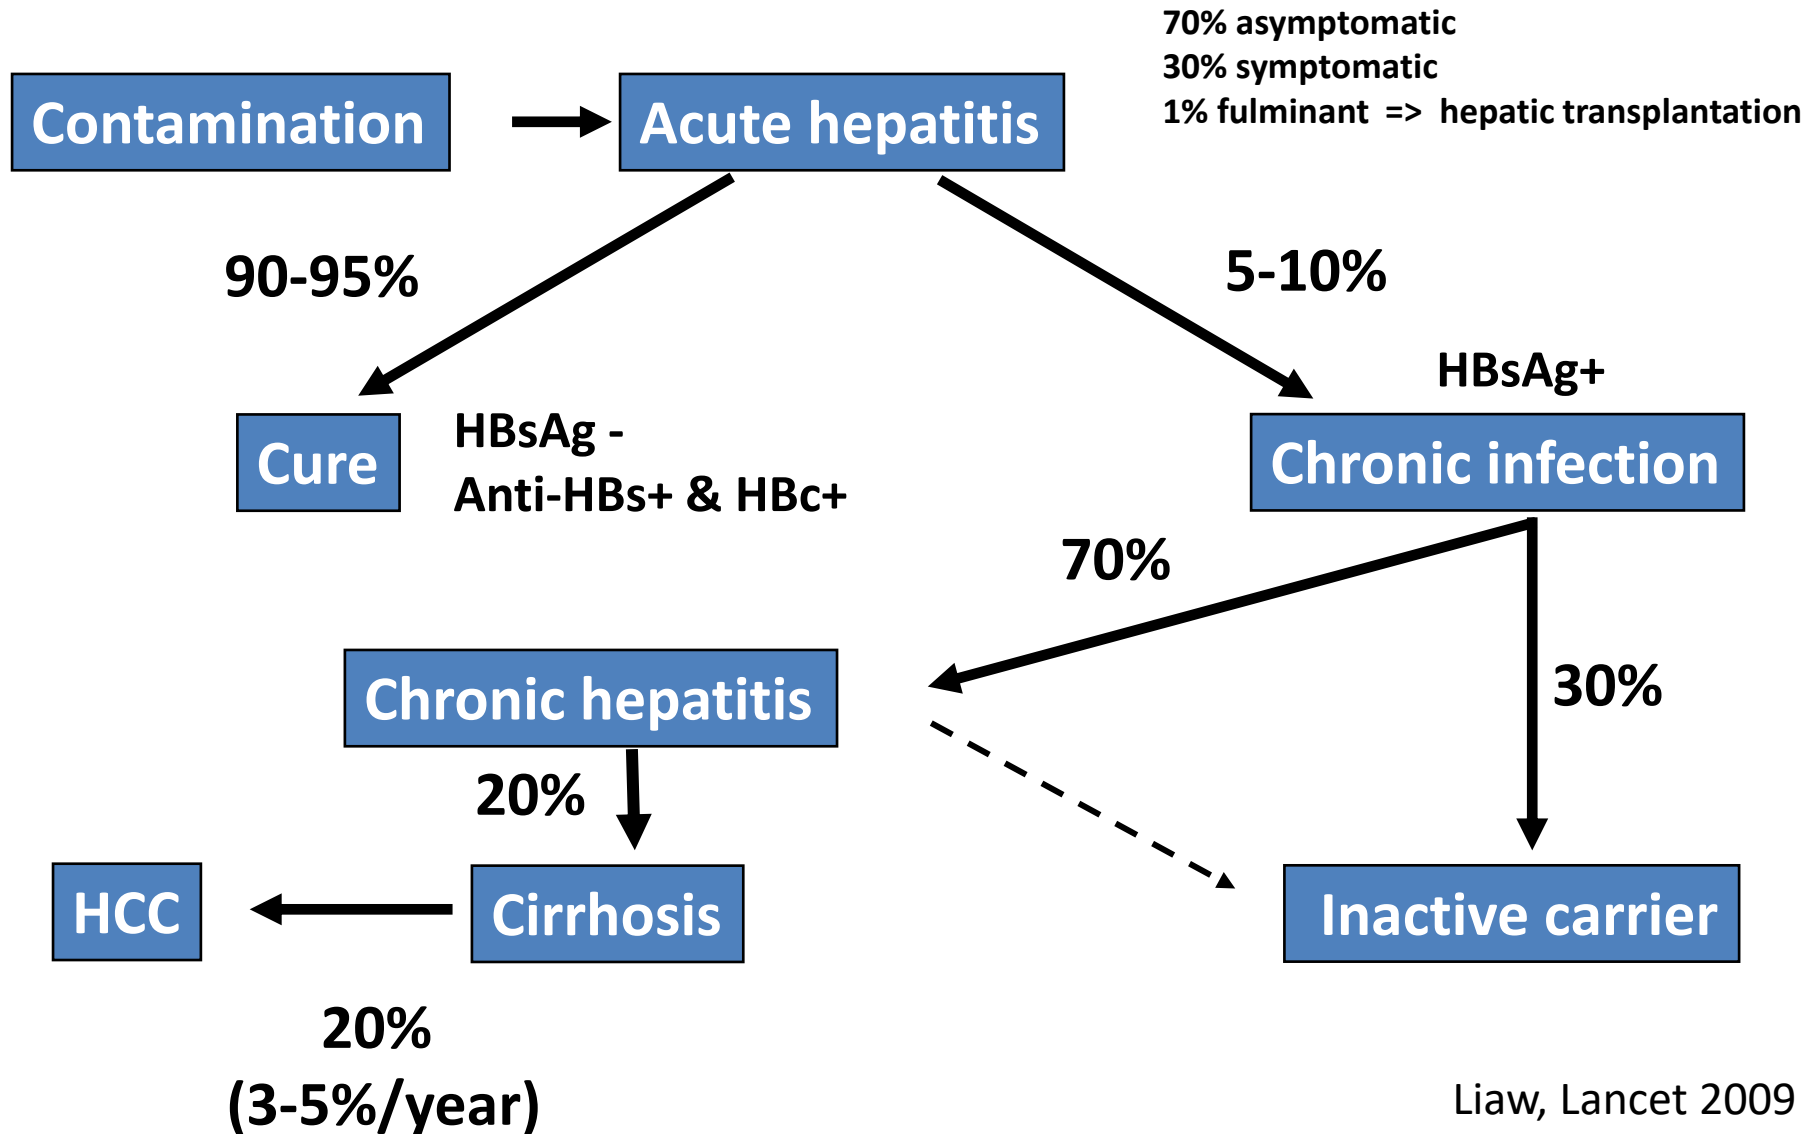 70% asymptomatic
30% symptomatic
1% fulminant => hepatic transplantation
Contamination
Acute hepatitis
90-95%
5-10%
HBsAg+
Cure
HBsAg -
Anti-HBs+ & HBc+
Chronic infection
70%
Chronic hepatitis
30%
20%
HCC
Cirrhosis
Inactive carrier
20%
(3-5%/year)
Liaw, Lancet 2009